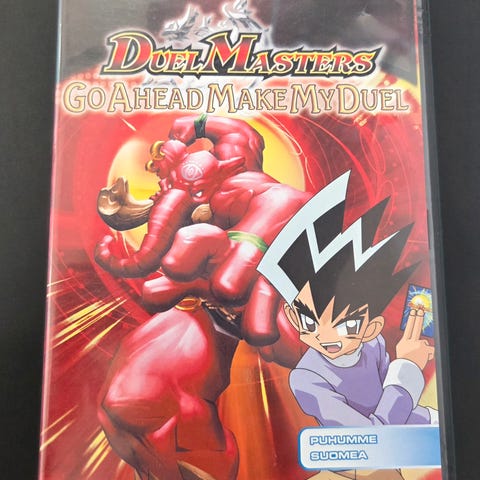 DUEL MASTERS
GO AHEAD MAKE MY DUEL
PUHUMME
SUOMEA